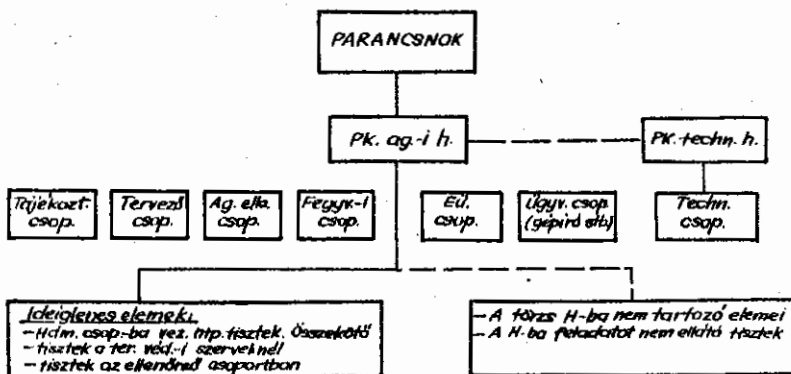 PARANCSNOK
Pk. ag.-i h.
Pk. techn. h.
Tájékozt. csop.
Tervező csop.
Ag. ella. csop.
Fegyv.-i csop.
Eü. csop.
Ügyv. csop. (gépíró stb)
Techn. csop.
Ideiglenes elemek:
- Hdm. csop.-ba vez. htp. tisztek. Összekötő
- tisztek a ter. véd.-i szerveknél
- tisztek az ellenőrző csoportban
- A törzs H-ba nem tartozó elemei
- A H-ba feladatot nem ellátó tisztek